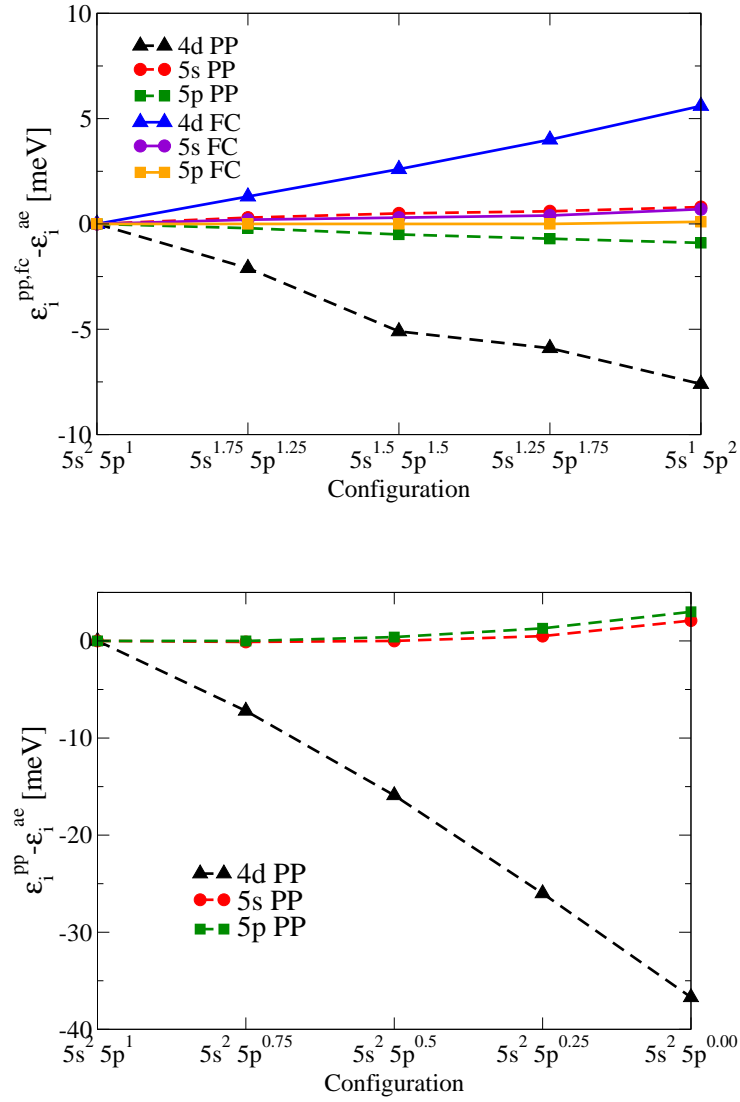 10
5
0
-5
-10
ε_i^pp,fc-ε_i^ae [meV]
4d PP
5s PP
5p PP
4d FC
5s FC
5p FC
5s^2 5p^1
5s^1.75 5p^1.25
5s^1.5 5p^1.5
5s^1.25 5p^1.75
5s^1 5p^2
Configuration
0
-10
-20
-30
-40
ε_i^pp-ε_i^ae [meV]
4d PP
5s PP
5p PP
5s^2 5p^1
5s^2 5p^0.75
5s^2 5p^0.5
5s^2 5p^0.25
5s^2 5p^0.00
Configuration